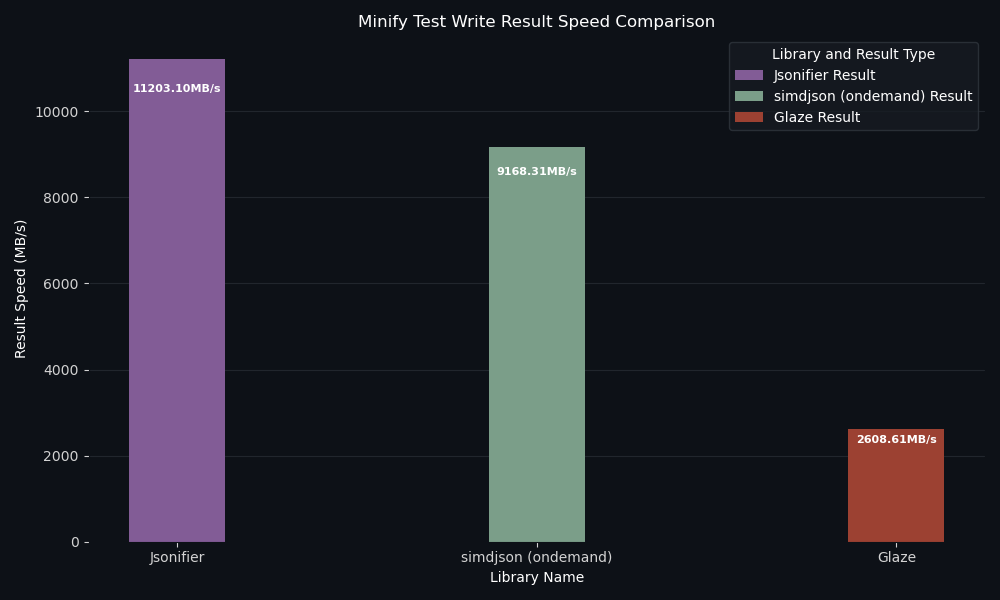 Minify Test Write Result Speed Comparison
Library and Result Type
Jsonifier Result
simdjson (ondemand) Result
Glaze Result
11203.10MB/s
9168.31MB/s
2608.61MB/s
Result Speed (MB/s)
10000
8000
6000
4000
2000
0
Jsonifier
simdjson (ondemand)
Glaze
Library Name